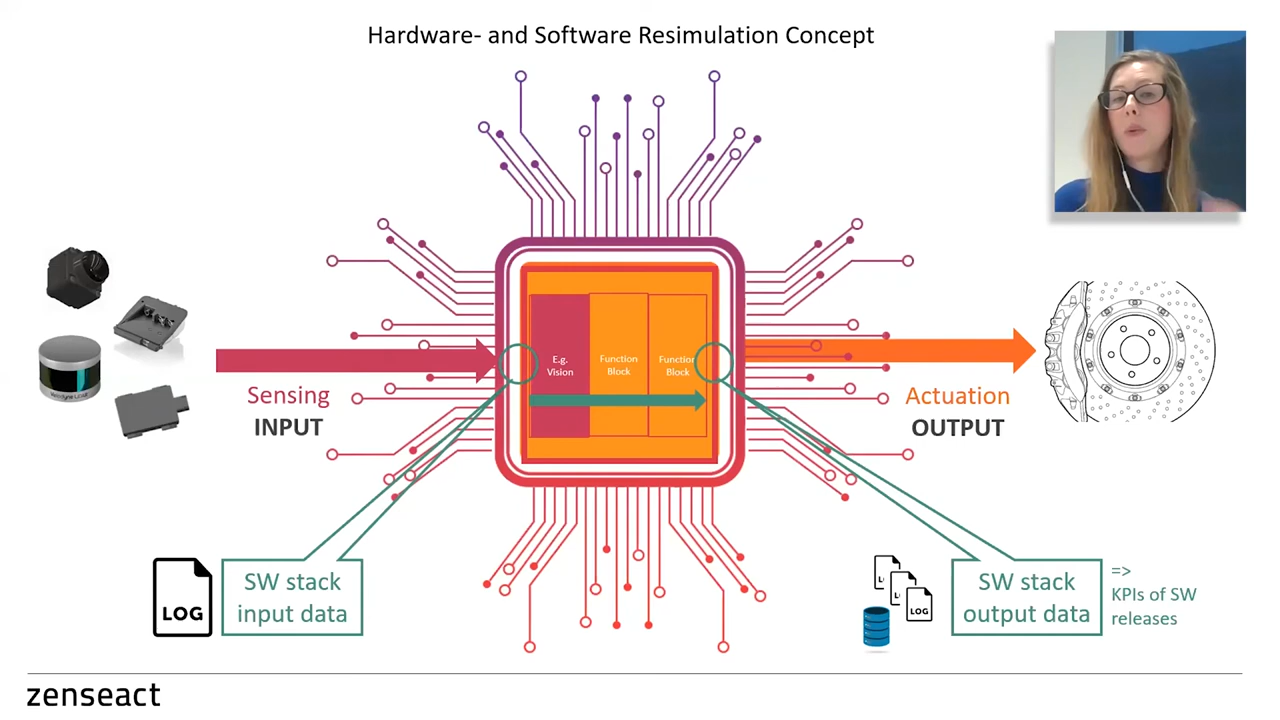 Hardware- and Software Resimulation Concept
E.g.
Vision
Function
Block
Function
Block
Sensing
INPUT
Actuation
OUTPUT
LOG
SW stack
input data
LOG
SW stack
output data
=>
KPIs of SW
releases
zenseact